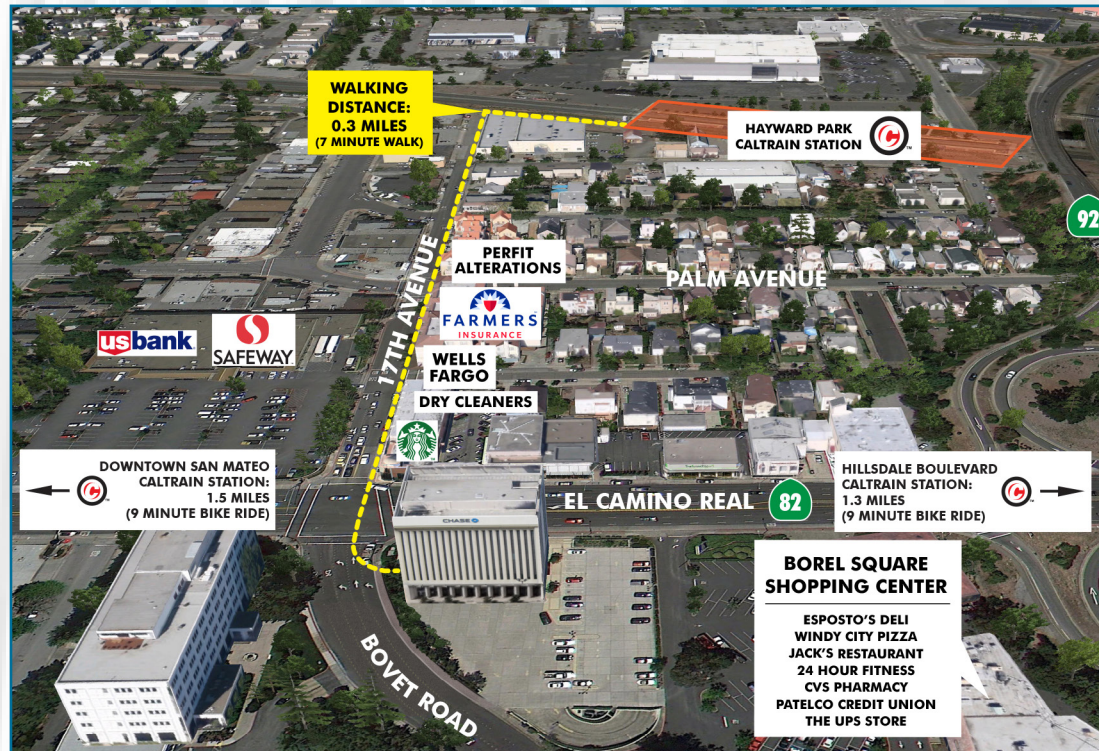 WALKING
DISTANCE:
0.3 MILES
(7 MINUTE WALK)
HAYWARD PARK
CALTRAIN STATION
C
™
92
17TH AVENUE
PERFIT
ALTERATIONS
PALM AVENUE
FARMERS
INSURANCE
usbank
SAFEWAY
WELLS
FARGO
DRY CLEANERS
DOWNTOWN SAN MATEO
CALTRAIN STATION:
1.5 MILES
(9 MINUTE BIKE RIDE)
EL CAMINO REAL
82
HILLSDALE BOULEVARD
CALTRAIN STATION:
1.3 MILES
(9 MINUTE BIKE RIDE)
CHASE
BOVET ROAD
BOREL SQUARE
SHOPPING CENTER
ESPOSTO'S DELI
WINDY CITY PIZZA
JACK'S RESTAURANT
24 HOUR FITNESS
CVS PHARMACY
PATELCO CREDIT UNION
THE UPS STORE